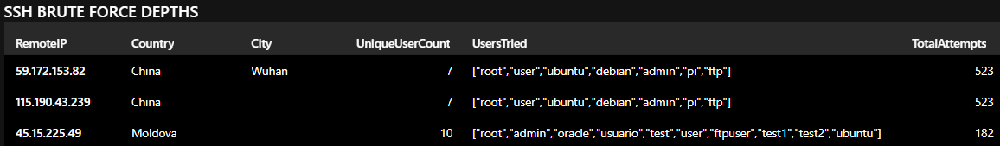 SSH BRUTE FORCE DEPTHS
RemoteIP Country City UniqueUserCount UsersTried TotalAttempts
59.172.153.82 China Wuhan 7 ["root","user","ubuntu","debian","admin","pi","ftp"] 523
115.190.43.239 China 7 ["root","user","ubuntu","debian","admin","pi","ftp"] 523
45.15.225.49 Moldova 10 ["root","admin","oracle","usuario","test","user","ftpuser","test1","test2","ubuntu"] 182